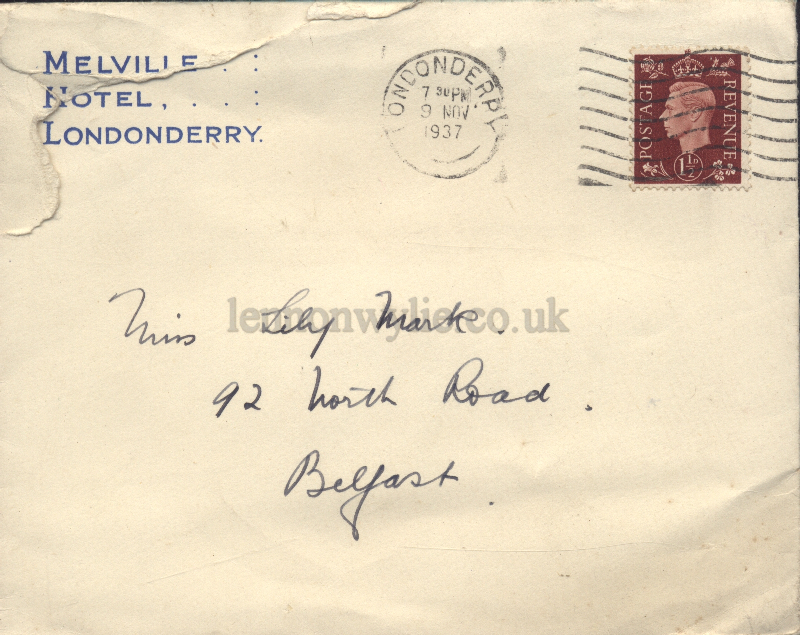 MELVILLE . . :
HOTEL, . . . :
LONDONDERRY.
LONDONDERRY
7 30 PM
9 NOV
1937
POSTAGE
REVENUE
1½D
Miss Lily Mark.
92 North Road.
Belfast.
lennonwylie.co.uk